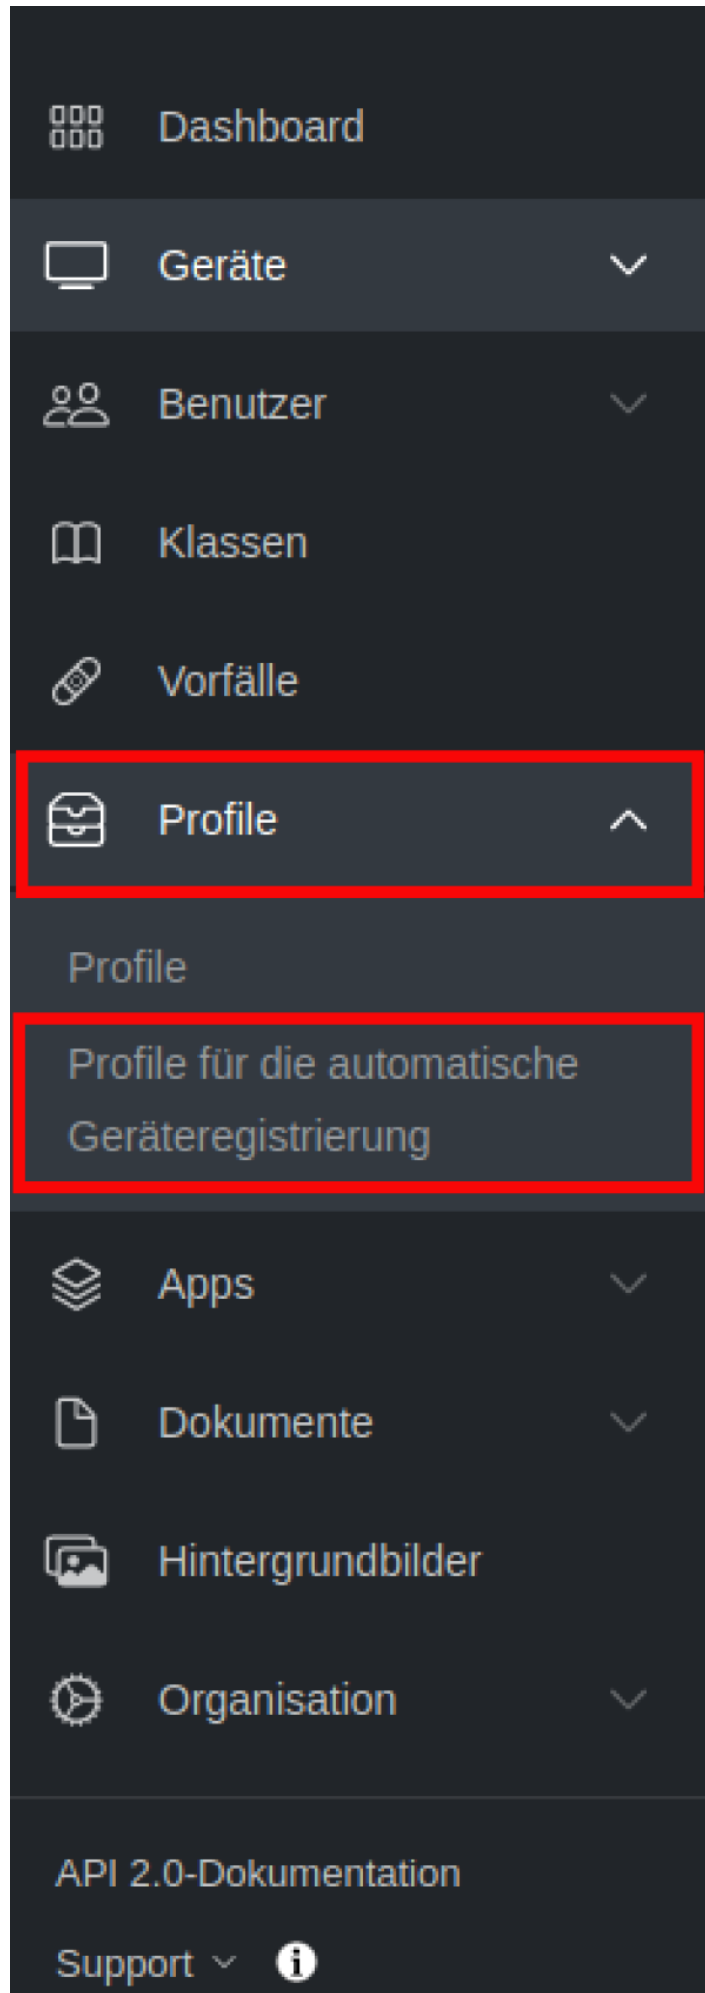 Dashboard
Geräte
Benutzer
Klassen
Vorfälle
Profile
Profile
Profile für die automatische
Geräteregistrierung
Apps
Dokumente
Hintergrundbilder
Organisation
API 2.0-Dokumentation
Support